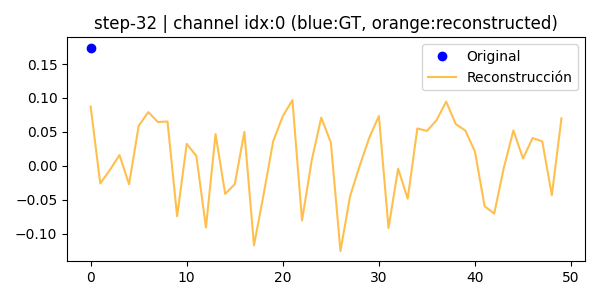 step-32 | channel idx:0 (blue:GT, orange:reconstructed)
Original
Reconstrucción
0.15
0.10
0.05
0.00
−0.05
−0.10
0 10 20 30 40 50